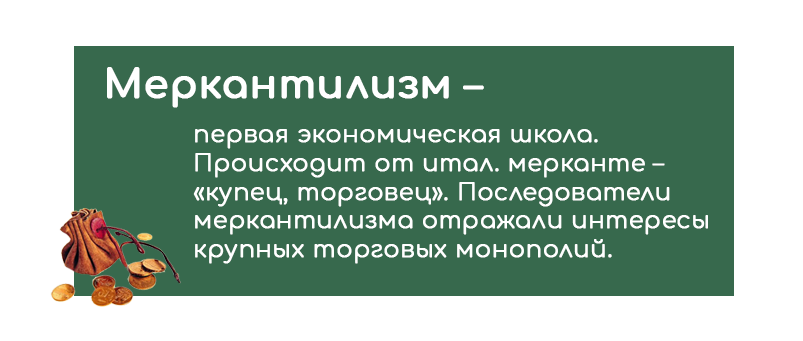 Меркантилизм –
первая экономическая школа.
Происходит от итал. мерканте –
«купец, торговец». Последователи
меркантилизма отражали интересы
крупных торговых монополий.